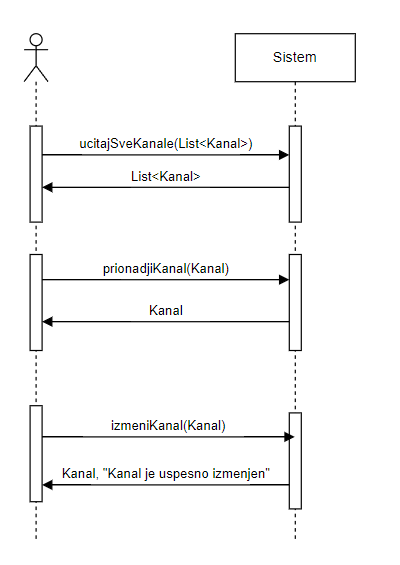 Sistem
ucitajSveKanale(List<Kanal>)
List<Kanal>
prionadjiKanal(Kanal)
Kanal
izmeniKanal(Kanal)
Kanal, "Kanal je uspesno izmenjen"